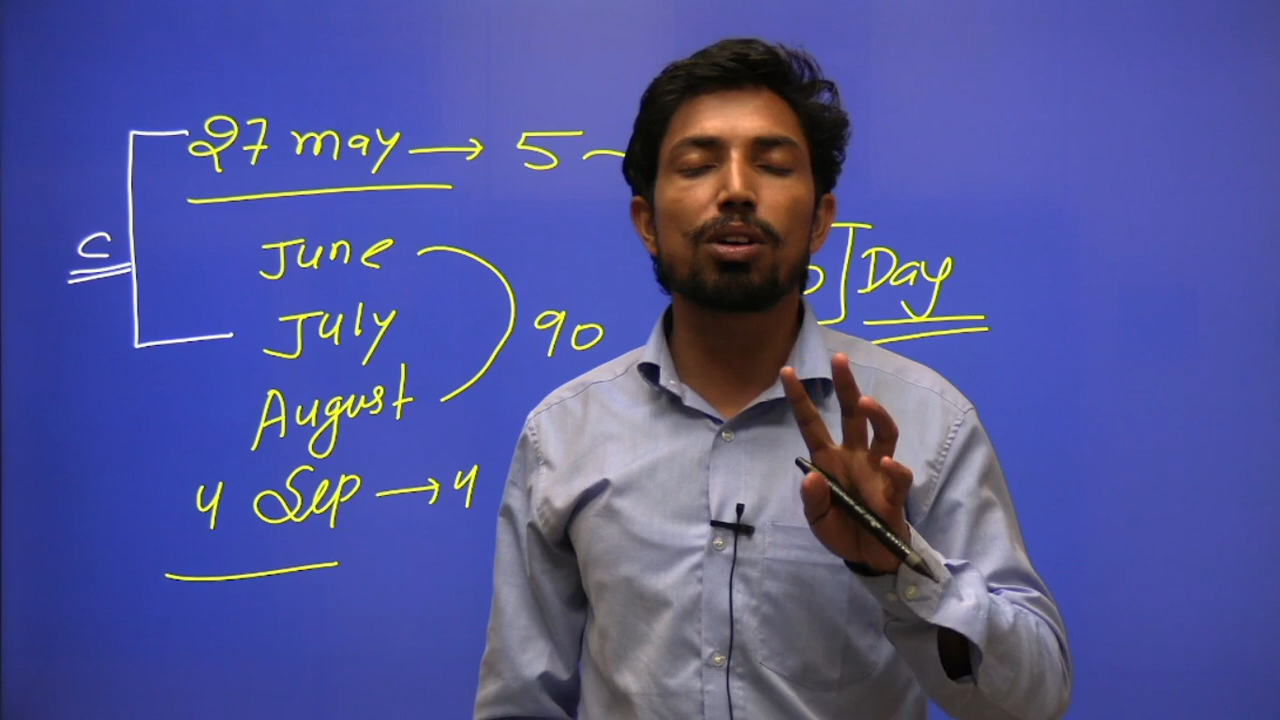 27 may → 5 -
C
June
July 90
August
4 Sep → 4
Day